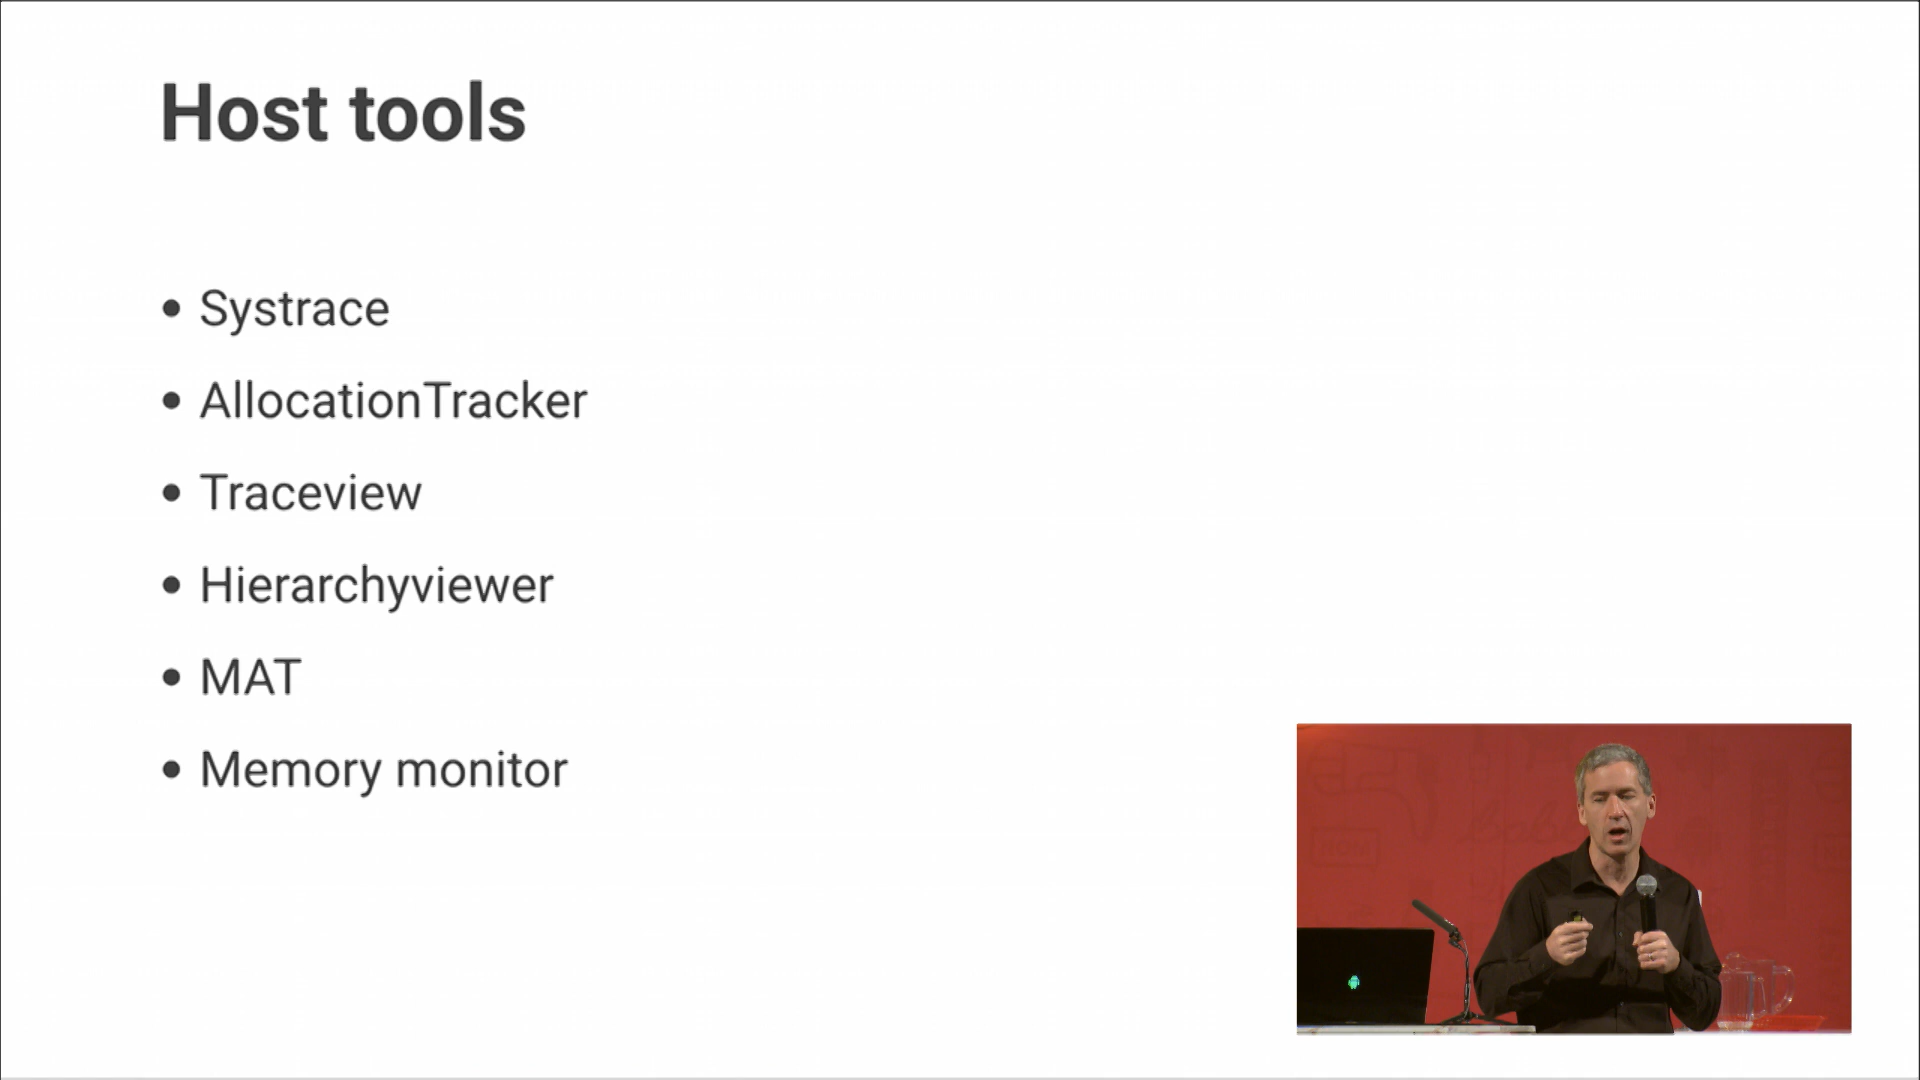 Host tools
• Systrace
• AllocationTracker
• Traceview
• Hierarchyviewer
• MAT
• Memory monitor